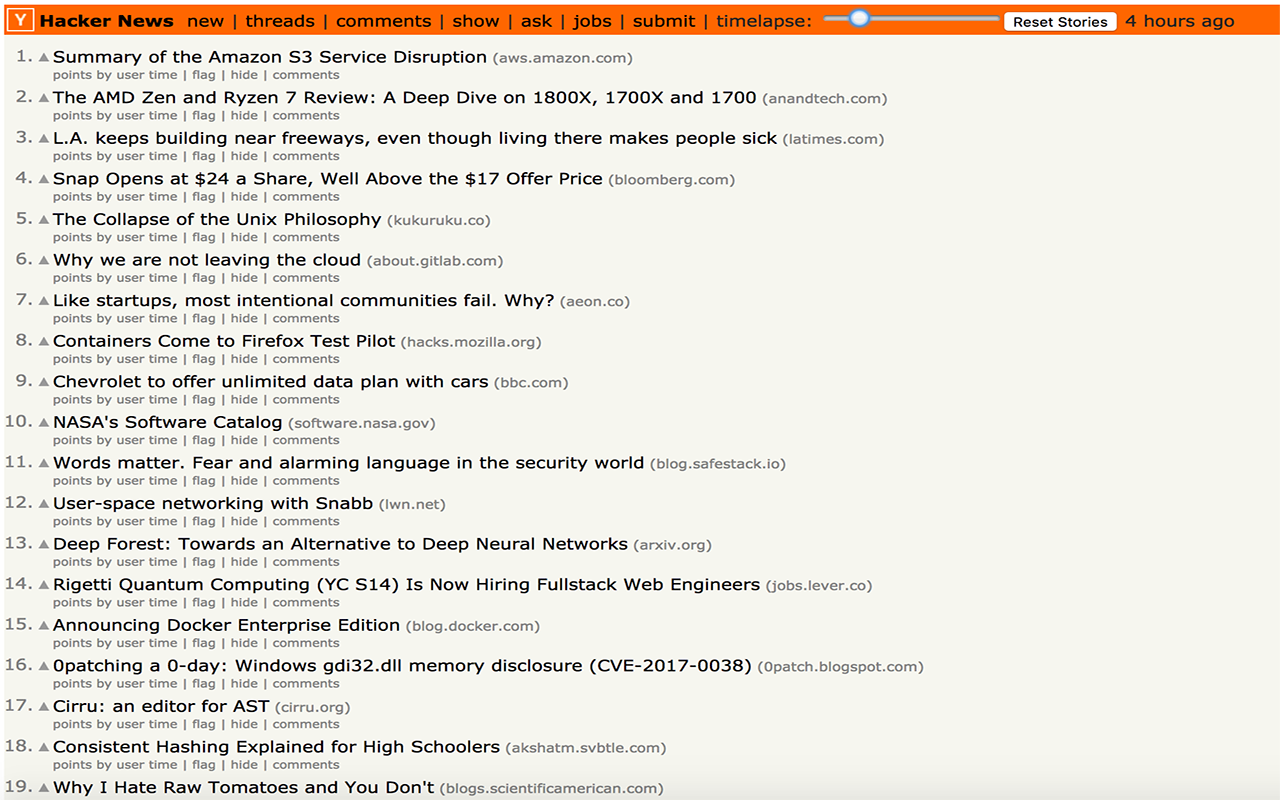 Y Hacker News new | threads | comments | show | ask | jobs | submit | timelapse: Reset Stories 4 hours ago
1. Summary of the Amazon S3 Service Disruption (aws.amazon.com)
points by user time | flag | hide | comments
2. The AMD Zen and Ryzen 7 Review: A Deep Dive on 1800X, 1700X and 1700 (anandtech.com)
points by user time | flag | hide | comments
3. L.A. keeps building near freeways, even though living there makes people sick (latimes.com)
points by user time | flag | hide | comments
4. Snap Opens at $24 a Share, Well Above the $17 Offer Price (bloomberg.com)
points by user time | flag | hide | comments
5. The Collapse of the Unix Philosophy (kukuruku.co)
points by user time | flag | hide | comments
6. Why we are not leaving the cloud (about.gitlab.com)
points by user time | flag | hide | comments
7. Like startups, most intentional communities fail. Why? (aeon.co)
points by user time | flag | hide | comments
8. Containers Come to Firefox Test Pilot (hacks.mozilla.org)
points by user time | flag | hide | comments
9. Chevrolet to offer unlimited data plan with cars (bbc.com)
points by user time | flag | hide | comments
10. NASA's Software Catalog (software.nasa.gov)
points by user time | flag | hide | comments
11. Words matter. Fear and alarming language in the security world (blog.safestack.io)
points by user time | flag | hide | comments
12. User-space networking with Snabb (lwn.net)
points by user time | flag | hide | comments
13. Deep Forest: Towards an Alternative to Deep Neural Networks (arxiv.org)
points by user time | flag | hide | comments
14. Rigetti Quantum Computing (YC S14) Is Now Hiring Fullstack Web Engineers (jobs.lever.co)
points by user time | flag | hide | comments
15. Announcing Docker Enterprise Edition (blog.docker.com)
points by user time | flag | hide | comments
16. 0patching a 0-day: Windows gdi32.dll memory disclosure (CVE-2017-0038) (0patch.blogspot.com)
points by user time | flag | hide | comments
17. Cirru: an editor for AST (cirru.org)
points by user time | flag | hide | comments
18. Consistent Hashing Explained for High Schoolers (akshatm.svbtle.com)
points by user time | flag | hide | comments
19. Why I Hate Raw Tomatoes and You Don't (blogs.scientificamerican.com)